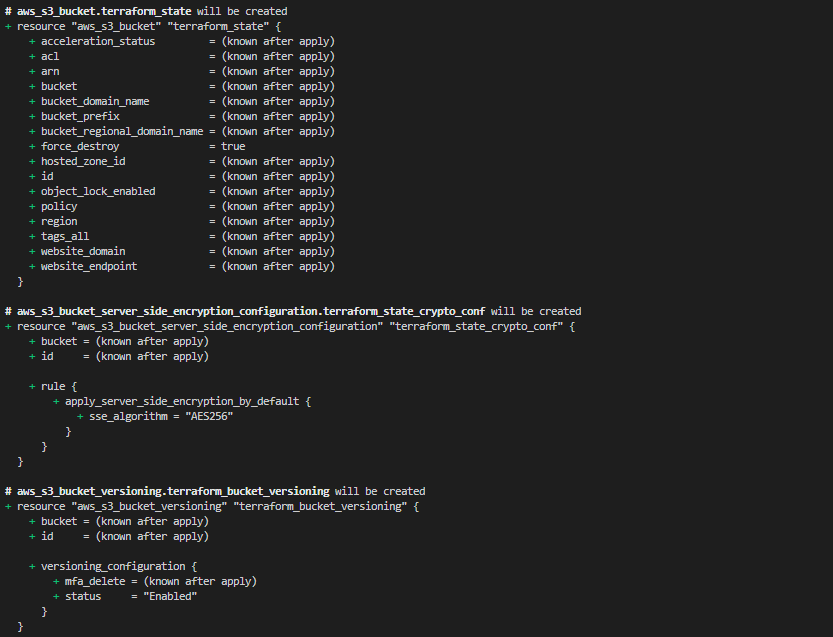 # aws_s3_bucket.terraform_state will be created
+ resource "aws_s3_bucket" "terraform_state" {
    + acceleration_status         = (known after apply)
    + acl                         = (known after apply)
    + arn                         = (known after apply)
    + bucket                      = (known after apply)
    + bucket_domain_name          = (known after apply)
    + bucket_prefix               = (known after apply)
    + bucket_regional_domain_name = (known after apply)
    + force_destroy               = true
    + hosted_zone_id              = (known after apply)
    + id                          = (known after apply)
    + object_lock_enabled         = (known after apply)
    + policy                      = (known after apply)
    + region                      = (known after apply)
    + tags_all                    = (known after apply)
    + website_domain              = (known after apply)
    + website_endpoint            = (known after apply)
  }

# aws_s3_bucket_server_side_encryption_configuration.terraform_state_crypto_conf will be created
+ resource "aws_s3_bucket_server_side_encryption_configuration" "terraform_state_crypto_conf" {
    + bucket = (known after apply)
    + id     = (known after apply)

    + rule {
        + apply_server_side_encryption_by_default {
            + sse_algorithm = "AES256"
          }
      }
  }

# aws_s3_bucket_versioning.terraform_bucket_versioning will be created
+ resource "aws_s3_bucket_versioning" "terraform_bucket_versioning" {
    + bucket = (known after apply)
    + id     = (known after apply)

    + versioning_configuration {
        + mfa_delete = (known after apply)
        + status     = "Enabled"
      }
  }